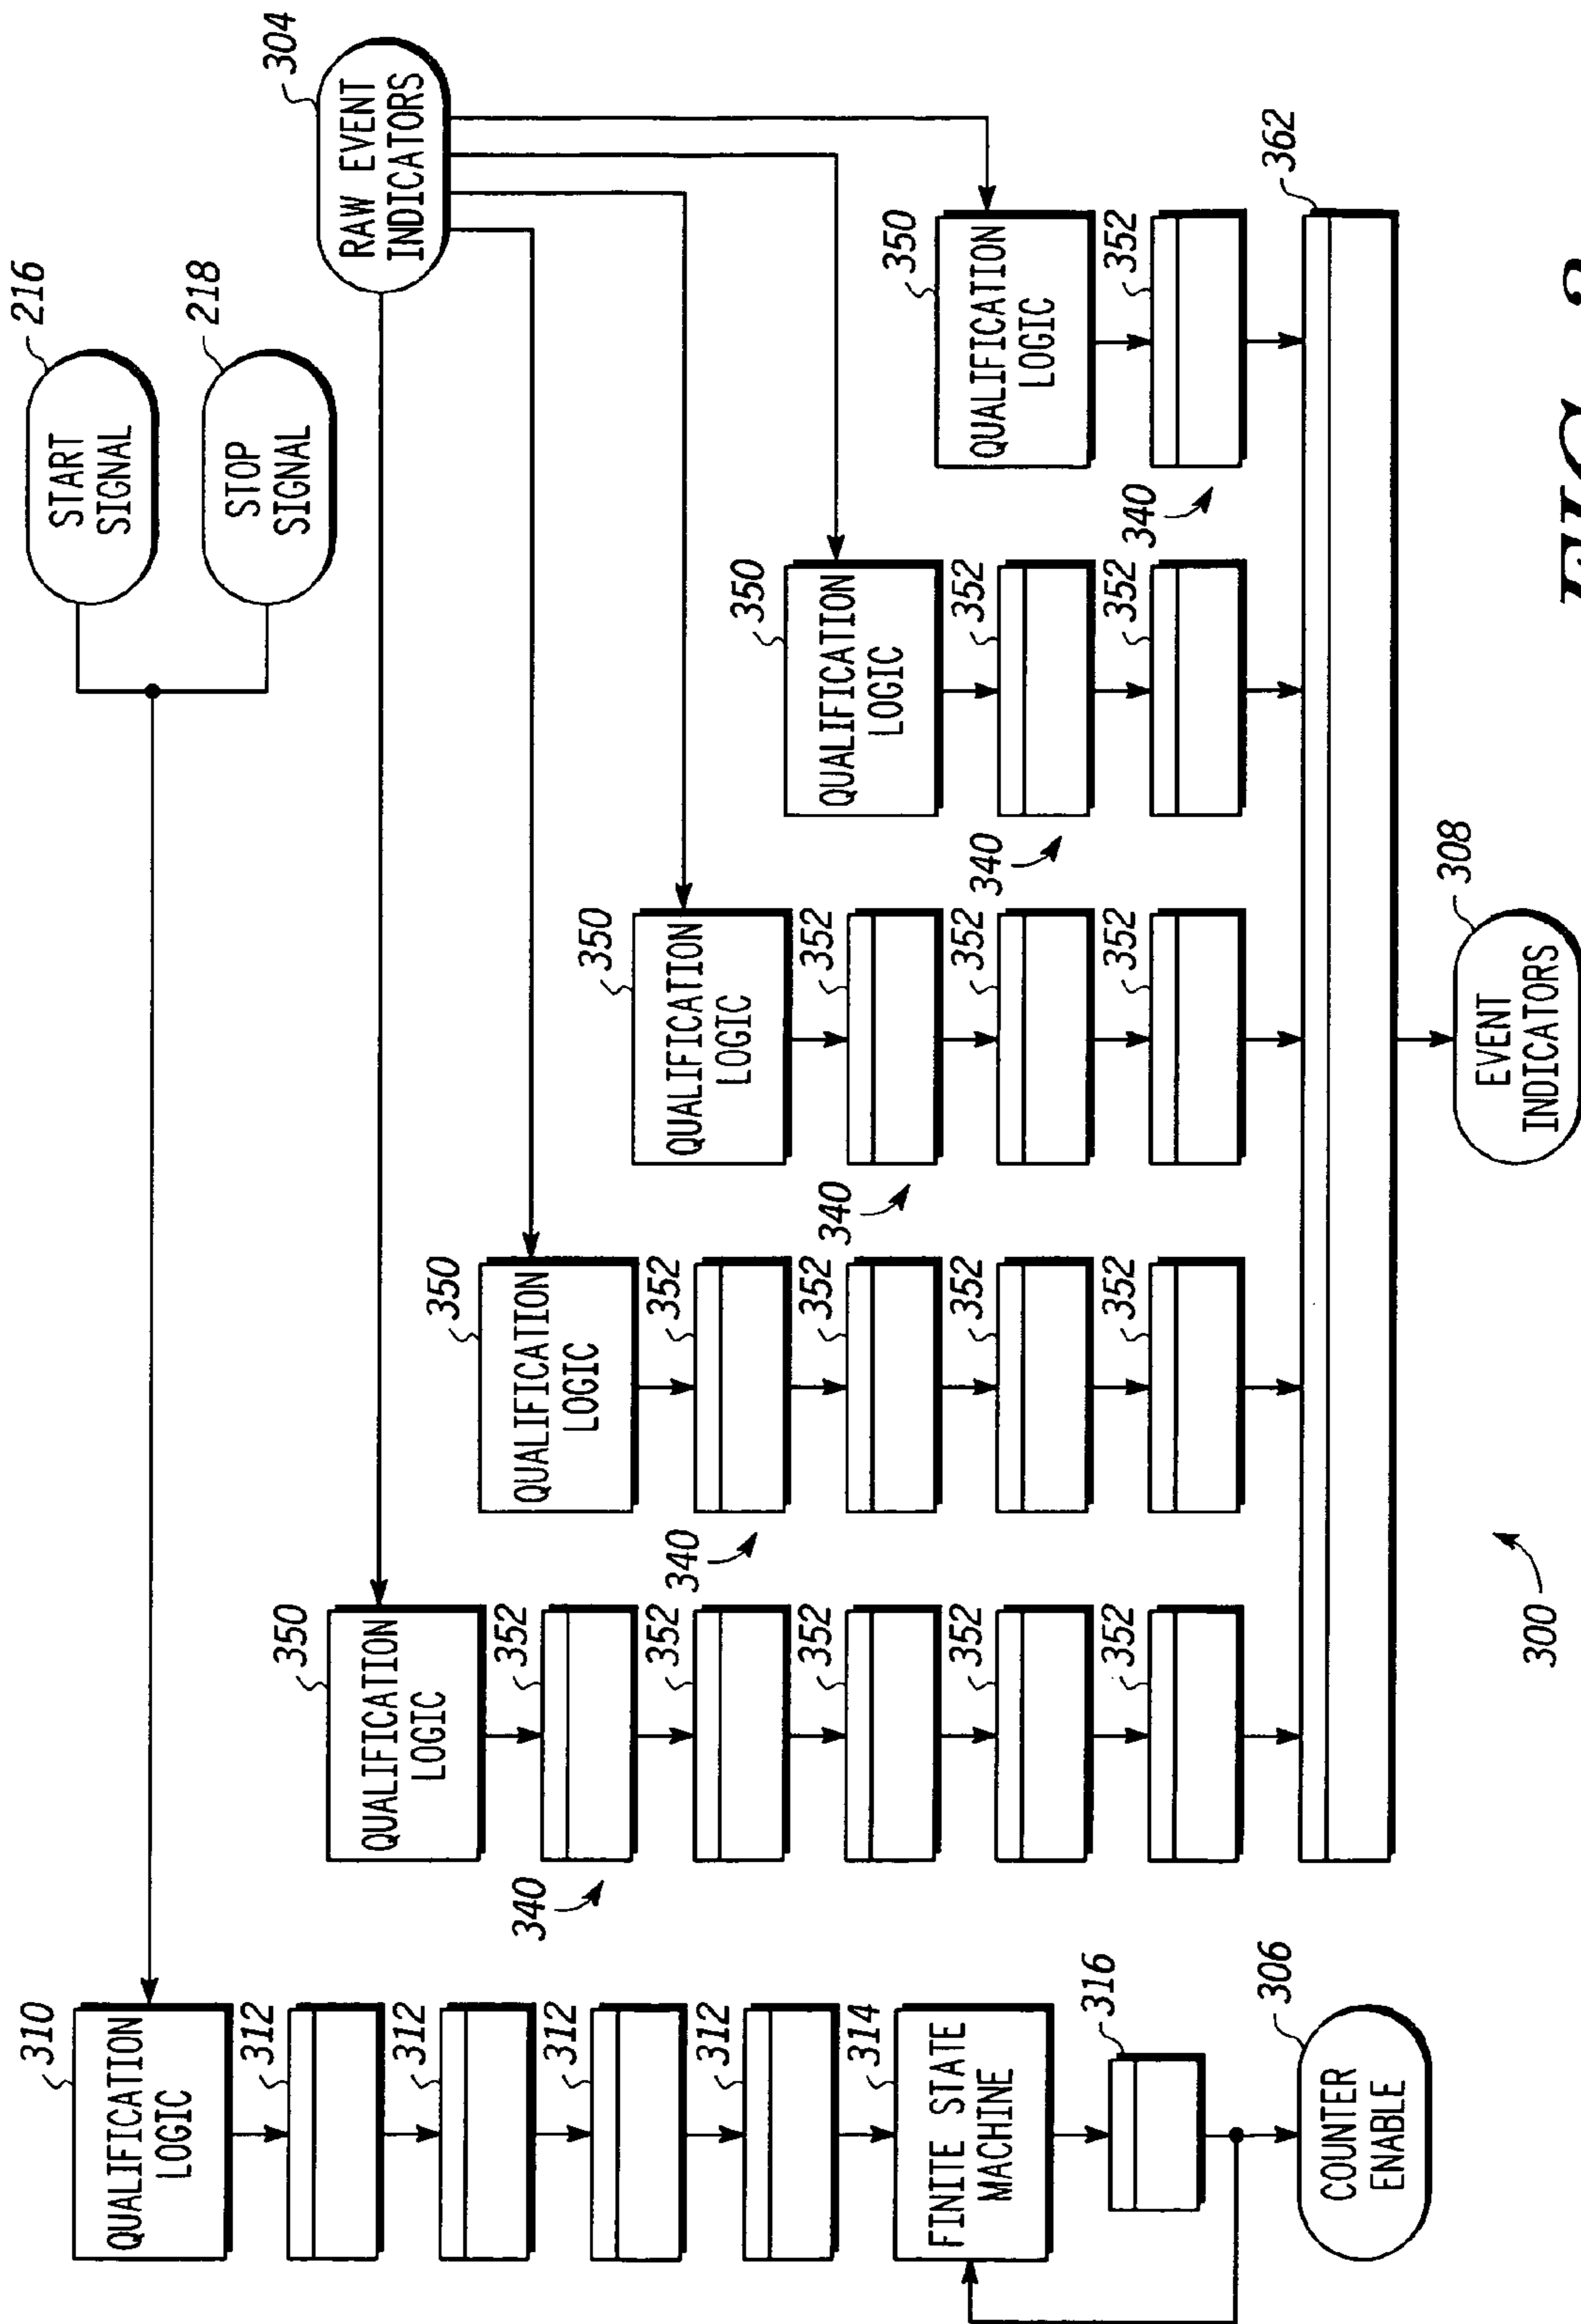 216
START
SIGNAL
218
STOP
SIGNAL
304
RAW EVENT
INDICATORS
310
QUALIFICATION
LOGIC
312
312
312
312
314
FINITE STATE
MACHINE
316
306
COUNTER
ENABLE
350
QUALIFICATION
LOGIC
340
352
352
352
352
352
350
QUALIFICATION
LOGIC
340
352
352
352
352
350
QUALIFICATION
LOGIC
340
352
352
352
350
QUALIFICATION
LOGIC
340
352
352
350
QUALIFICATION
LOGIC
352
340
362
308
EVENT
INDICATORS
300
FIG.